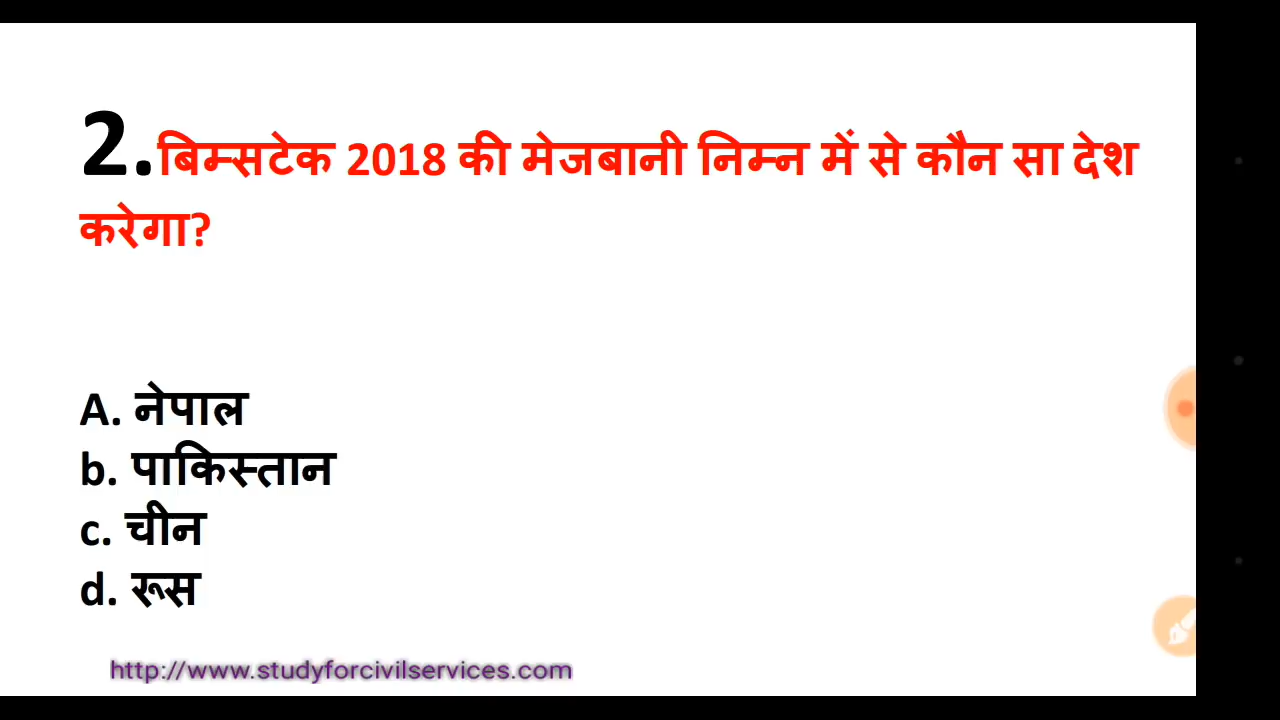 2.बिम्सटेक 2018 की मेजबानी निम्न में से कौन सा देश
करेगा?
A. नेपाल
b. पाकिस्तान
c. चीन
d. रूस
http://www.studyforcivilservices.com